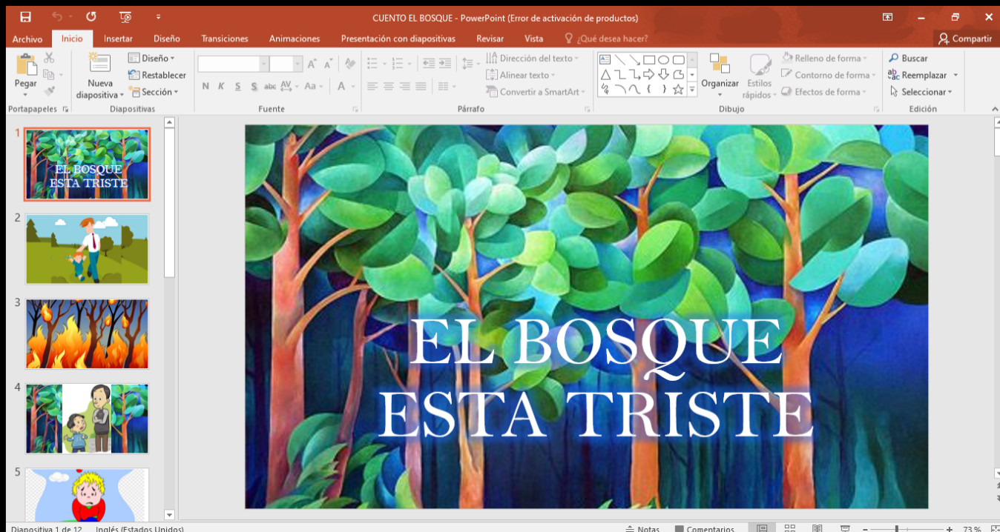 CUENTO EL BOSQUE - PowerPoint (Error de activación de productos)
Archivo Inicio Insertar Diseño Transiciones Animaciones Presentación con diapositivas Revisar Vista ¿Qué desea hacer? Compartir
Pegar
Nueva diapositiva
Diseño
Restablecer
Sección
N K S S abc AV Aa A
Dirección del texto
Alinear texto
Convertir a SmartArt
Organizar
Estilos rápidos
Relleno de forma
Contorno de forma
Efectos de forma
Buscar
Reemplazar
Seleccionar
Portapapeles Diapositivas Fuente Párrafo Dibujo Edición
1
EL BOSQUE
ESTA TRISTE
2
3
4
5
EL BOSQUE
ESTA TRISTE
Diapositiva 1 de 12 Inglés (Estados Unidos) Notas Comentarios 73 %